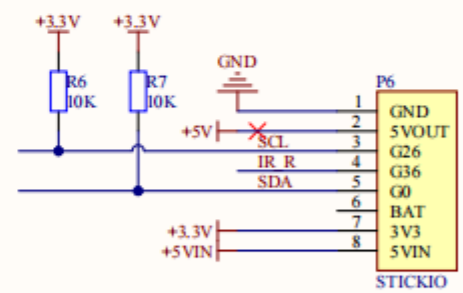 +3.3V +3.3V
GND
R6 R7 P6
10K 10K
1 GND
+5V 2 5VOUT
SCL 3 G26
IR_R 4 G36
SDA 5 G0
6 BAT
+3.3V 7 3V3
+5VIN 8 5VIN
STICKIO